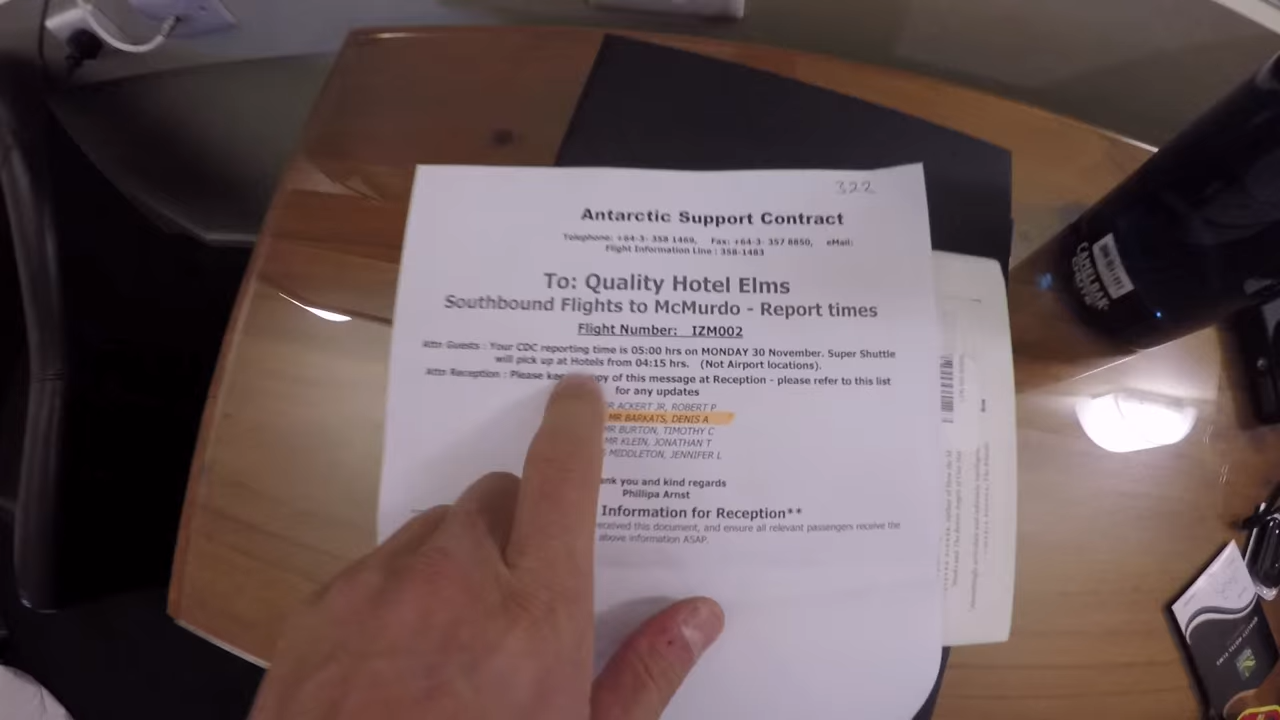 322
Antarctic Support Contract
Telephone: +64-3- 358 1469, Fax: +64-3- 357 8850, eMail:
Flight Information Line : 358-1483
To: Quality Hotel Elms
Southbound Flights to McMurdo - Report times
Flight Number: IZM002
Attn Guests : Your CDC reporting time is 05:00 hrs on MONDAY 30 November. Super Shuttle
will pick up at Hotels from 04:15 hrs. (Not Airport locations).
Attn Reception : Please copy of this message at Reception - please refer to this list
for any updates
ACKERT JR, ROBERT P
MR BARKATS, DENIS A
MR BURTON, TIMOTHY C
MR KLEIN, JONATHAN T
MIDDLETON, JENNIFER L
you and kind regards
Phillipa Arnst
Information for Reception**
received this document, and ensure all relevant passengers receive the
above information ASAP.
CAMELBAK